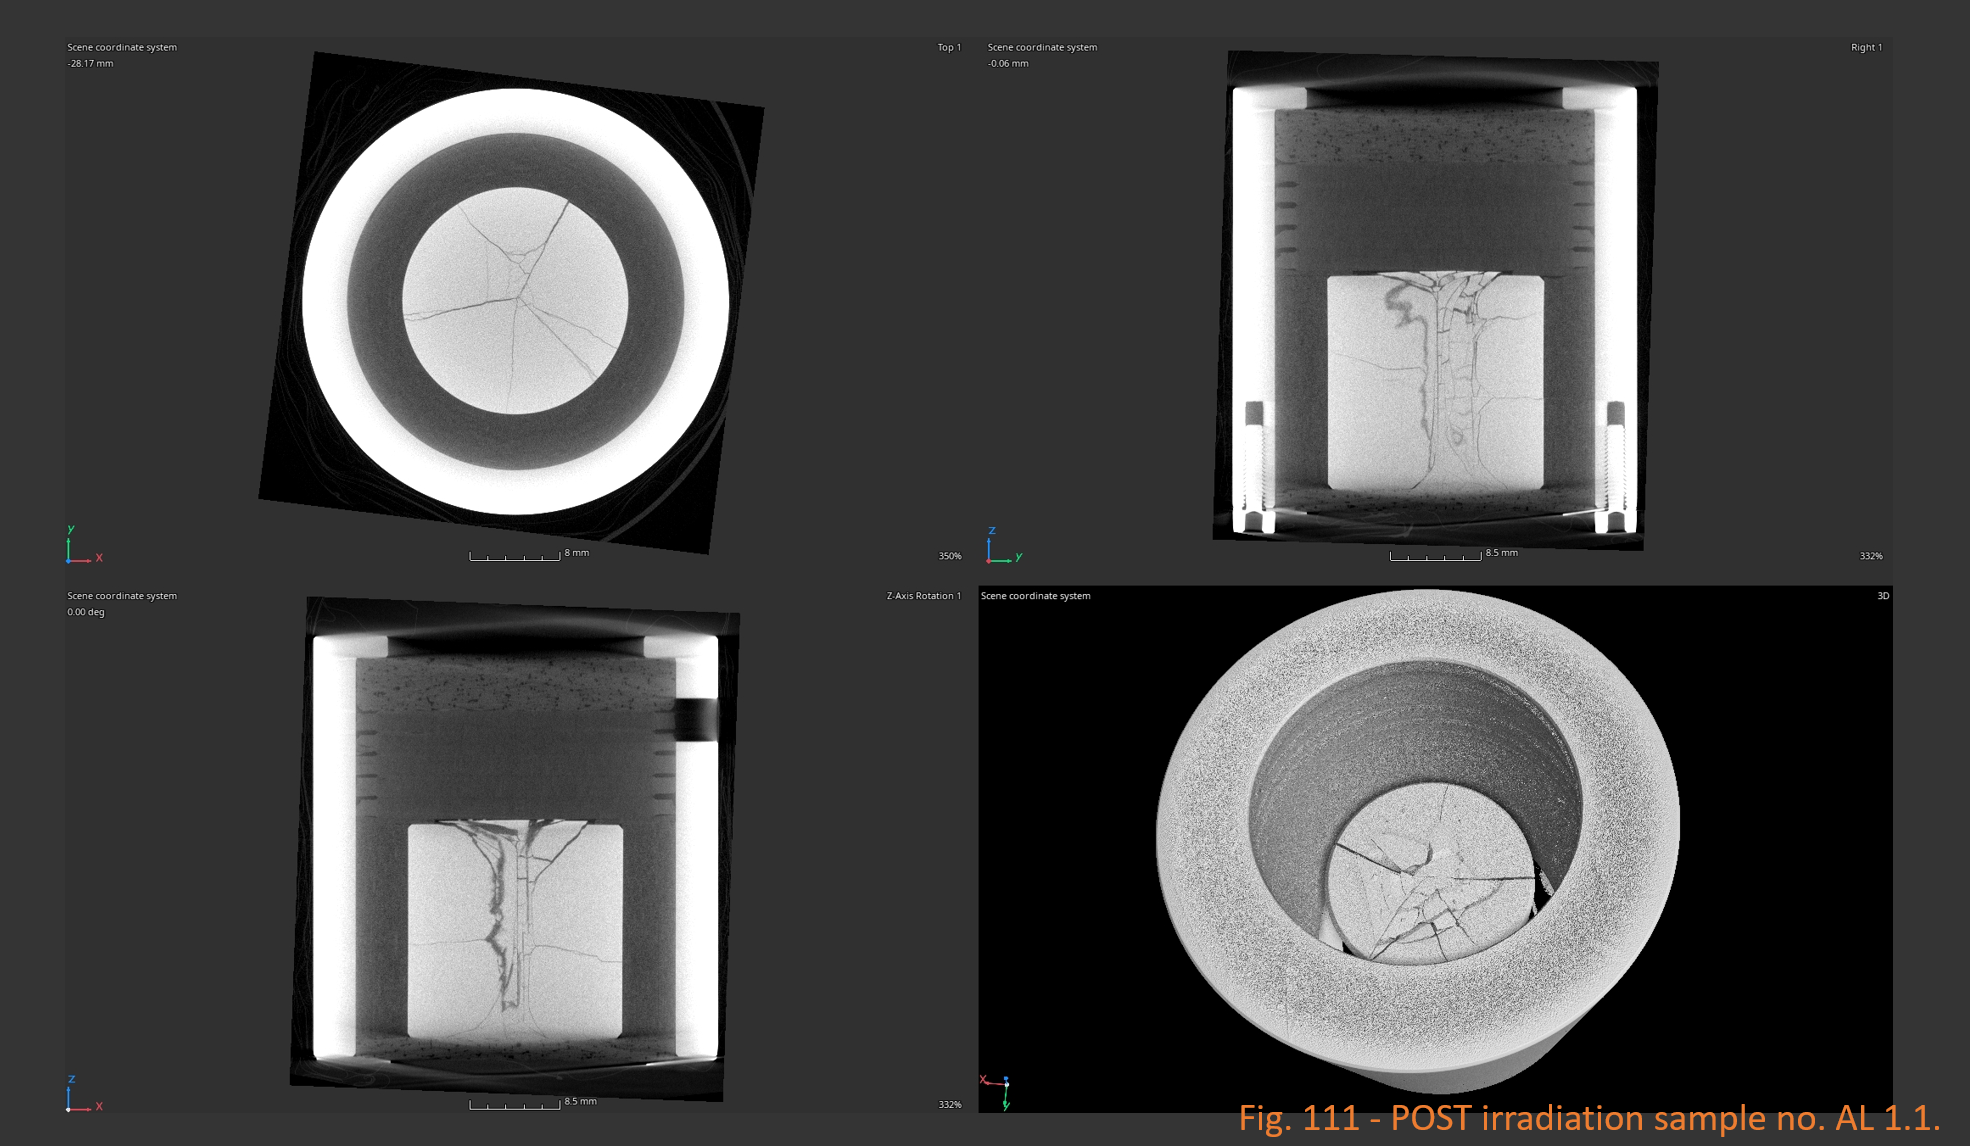 Scene coordinate system
Top 1
-28.17 mm
y
x
8 mm
350%
Scene coordinate system
Right 1
-0.06 mm
z
y
8.5 mm
332%
Scene coordinate system
Z-Axis Rotation 1
0.00 deg
z
x
8.5 mm
332%
Scene coordinate system
3D
x
y
Fig. 111 - POST irradiation sample no. AL 1.1.